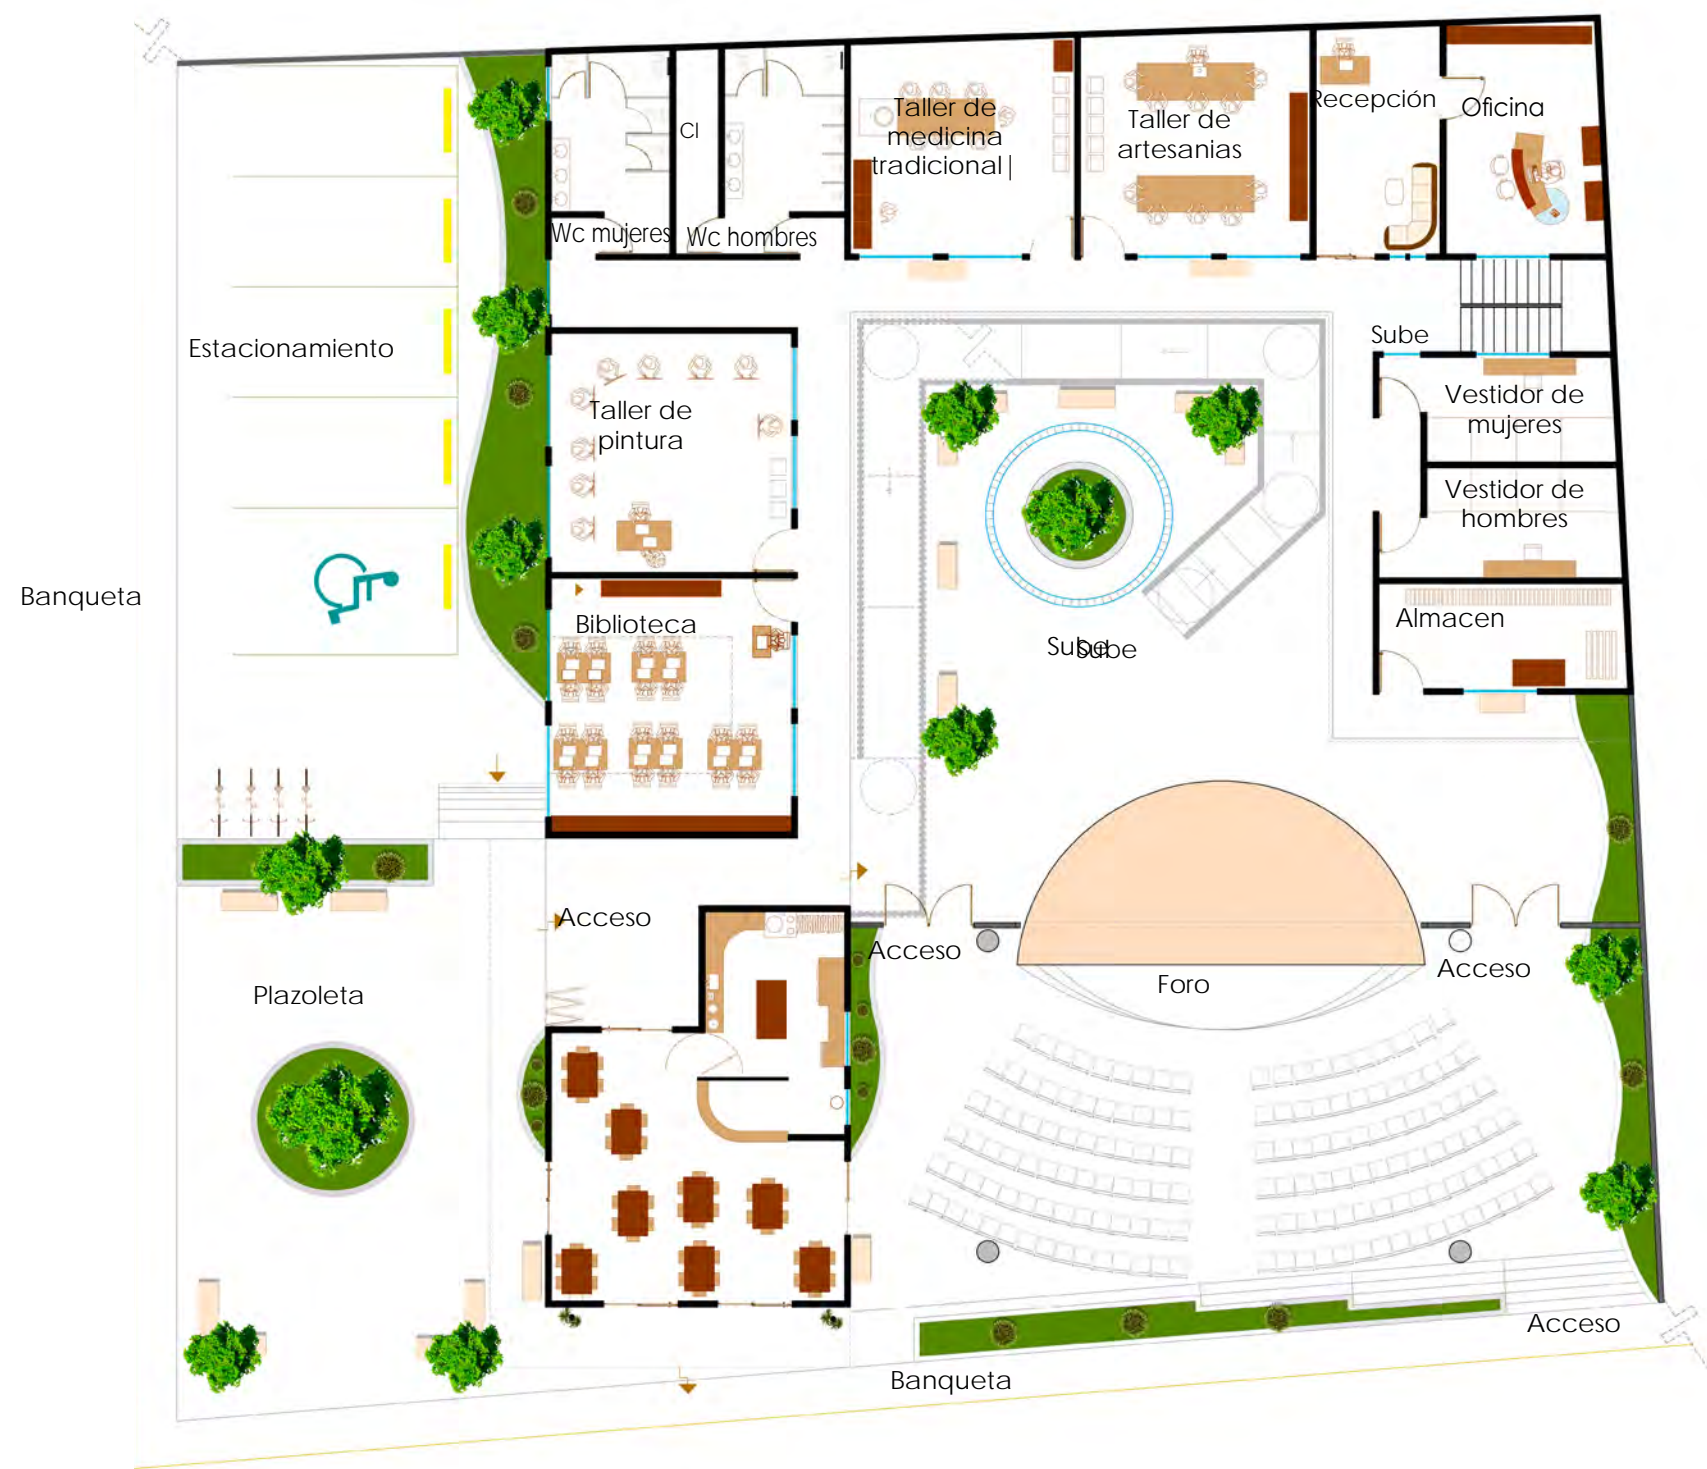 Recepción
Oficina
Taller de
medicina
tradicional|
Taller de
artesanias
Cl
Wc mujeres
Wc hombres
Estacionamiento
Sube
Vestidor de
mujeres
Taller de
pintura
Vestidor de
hombres
Banqueta
Biblioteca
Almacen
Sube
Sube
Acceso
Acceso
Acceso
Plazoleta
Foro
Acceso
Banqueta